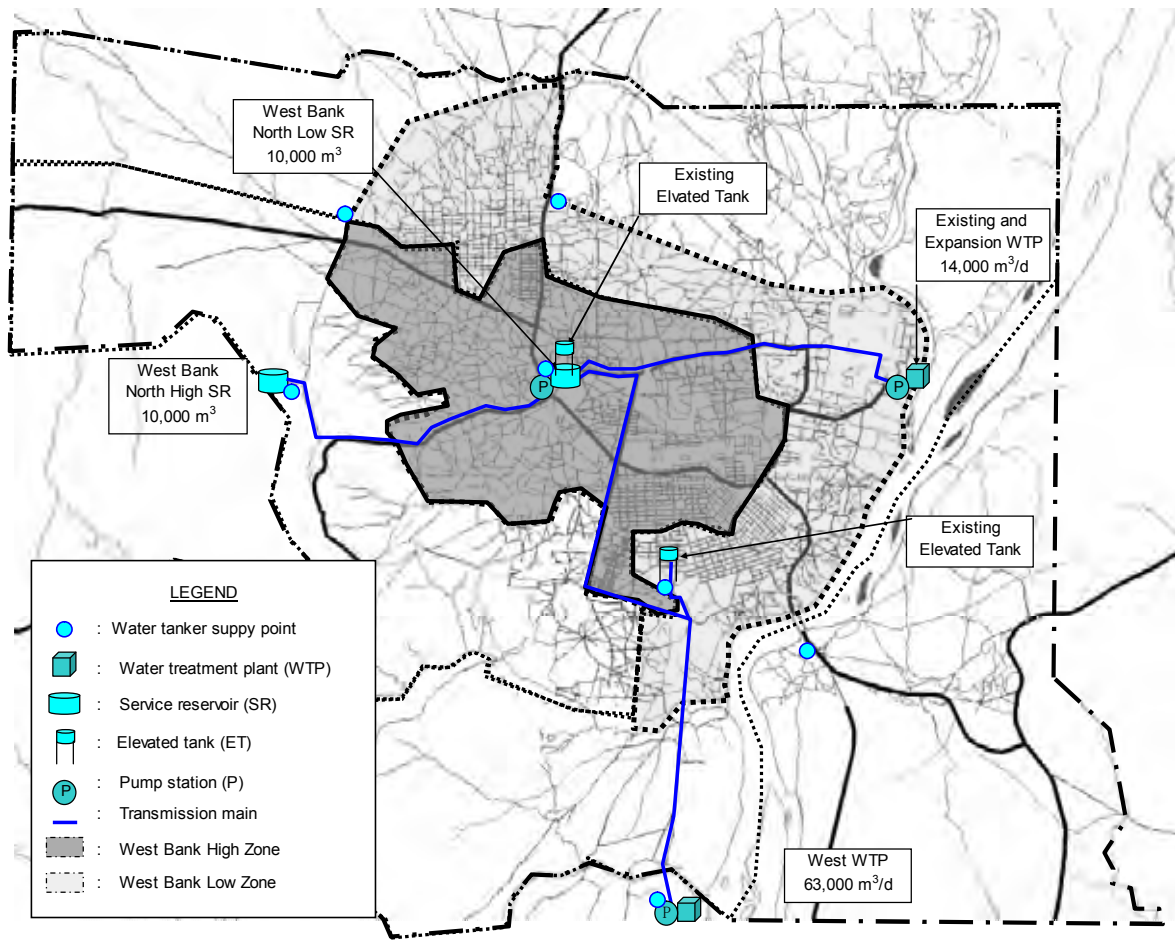 West Bank
North Low SR
10,000 m³
Existing
Elvated Tank
Existing and
Expansion WTP
14,000 m³/d
West Bank
North High SR
10,000 m³
P
P
Existing
Elevated Tank
LEGEND
: Water tanker suppy point
: Water treatment plant (WTP)
: Service reservoir (SR)
: Elevated tank (ET)
P : Pump station (P)
: Transmission main
: West Bank High Zone
: West Bank Low Zone
West WTP
63,000 m³/d
P